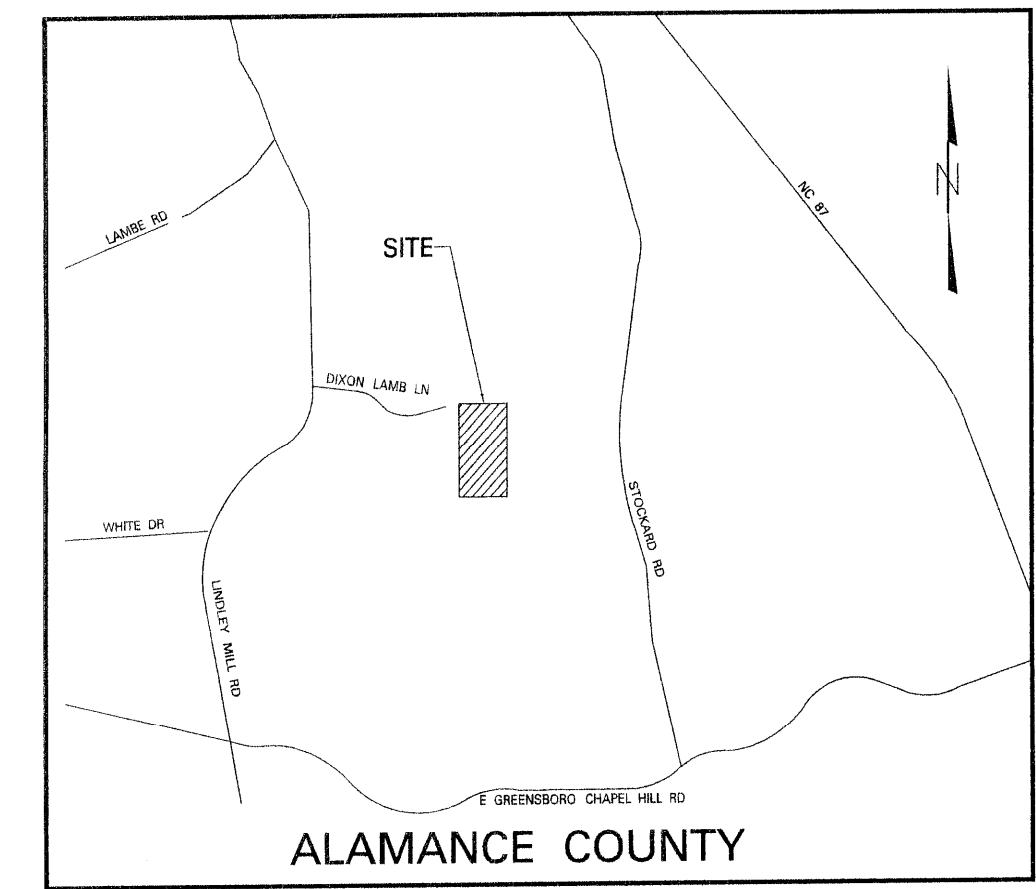 NC 87
N
LAMBE RD
SITE
DIXON LAMB LN
STOCKARD RD
WHITE DR
LINDLEY MILL RD
E GREENSBORO CHAPEL HILL RD
ALAMANCE COUNTY